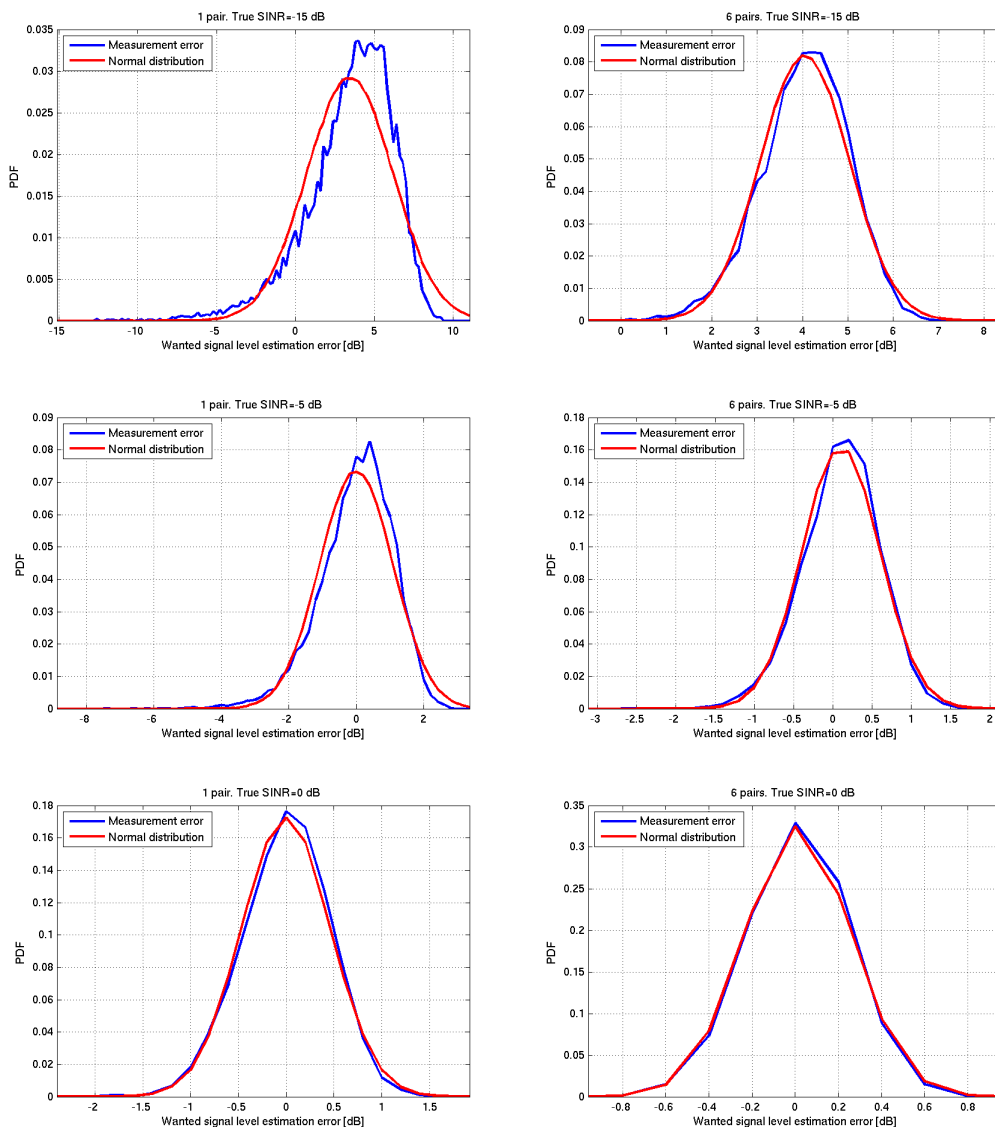 1 pair. True SINR=-15 dB
0.035
0.03
0.025
0.02
0.015
0.01
0.005
0
PDF
Measurement error
Normal distribution
-15 -10 -5 0 5 10
Wanted signal level estimation error [dB]
6 pairs. True SINR=-15 dB
0.09
0.08
0.07
0.06
0.05
0.04
0.03
0.02
0.01
0
PDF
Measurement error
Normal distribution
0 1 2 3 4 5 6 7 8
Wanted signal level estimation error [dB]
1 pair. True SINR=-5 dB
0.09
0.08
0.07
0.06
0.05
0.04
0.03
0.02
0.01
0
PDF
Measurement error
Normal distribution
-8 -6 -4 -2 0 2
Wanted signal level estimation error [dB]
6 pairs. True SINR=-5 dB
0.18
0.16
0.14
0.12
0.1
0.08
0.06
0.04
0.02
0
PDF
Measurement error
Normal distribution
-3 -2.5 -2 -1.5 -1 -0.5 0 0.5 1 1.5 2
Wanted signal level estimation error [dB]
1 pair. True SINR=0 dB
0.18
0.16
0.14
0.12
0.1
0.08
0.06
0.04
0.02
0
PDF
Measurement error
Normal distribution
-2 -1.5 -1 -0.5 0 0.5 1 1.5
Wanted signal level estimation error [dB]
6 pairs. True SINR=0 dB
0.35
0.3
0.25
0.2
0.15
0.1
0.05
0
PDF
Measurement error
Normal distribution
-0.8 -0.6 -0.4 -0.2 0 0.2 0.4 0.6 0.8
Wanted signal level estimation error [dB]